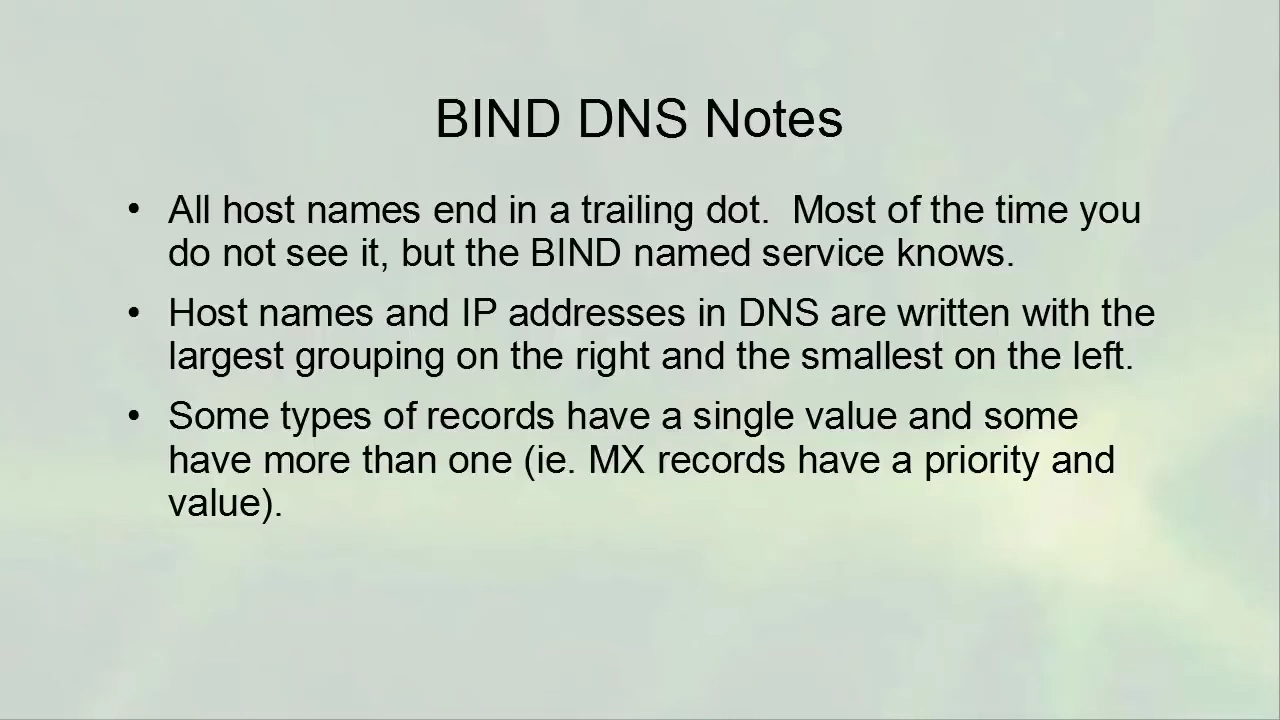 BIND DNS Notes
• All host names end in a trailing dot.  Most of the time you
do not see it, but the BIND named service knows.
• Host names and IP addresses in DNS are written with the
largest grouping on the right and the smallest on the left.
• Some types of records have a single value and some
have more than one (ie. MX records have a priority and
value).